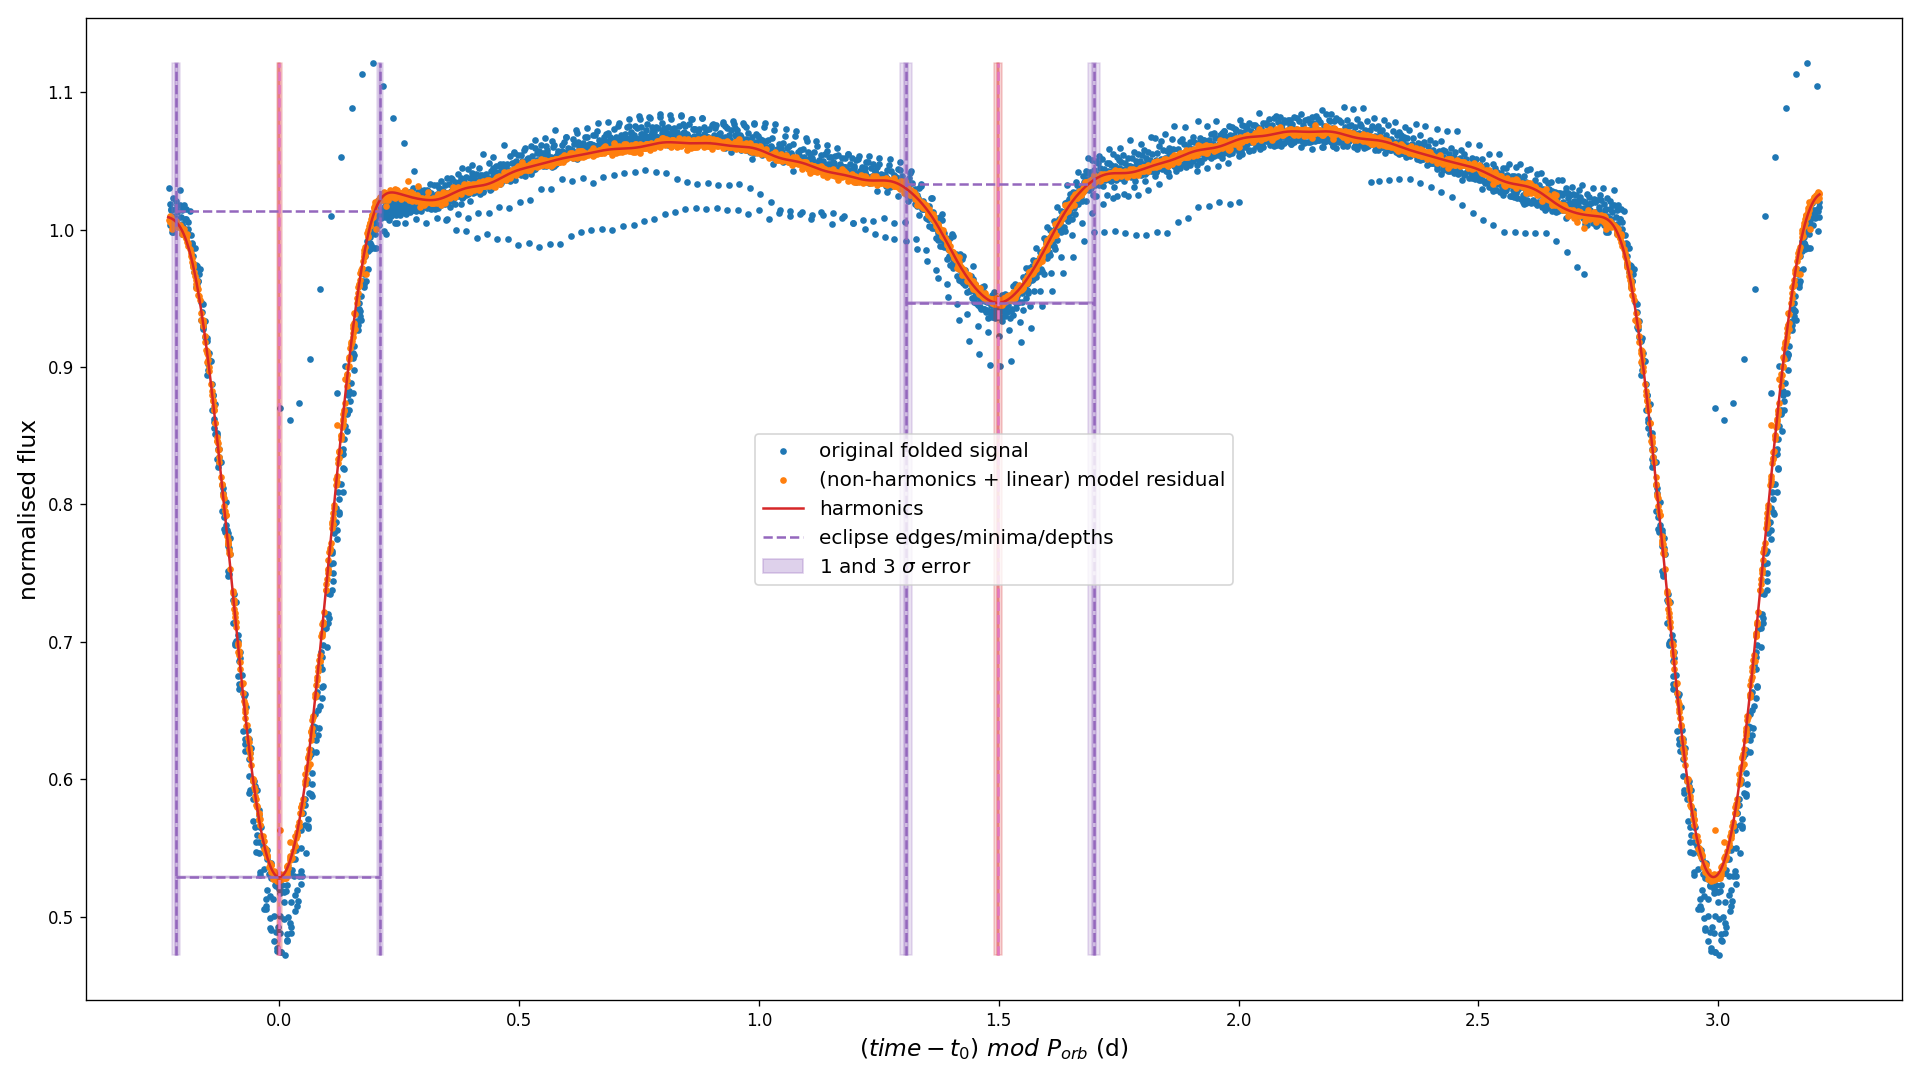 normalised flux
1.1
1.0
0.9
0.8
0.7
0.6
0.5
original folded signal
(non-harmonics + linear) model residual
harmonics
eclipse edges/minima/depths
1 and 3 σ error
0.0 0.5 1.0 1.5 2.0 2.5 3.0
(time − t₀) mod Pₒᵣb (d)